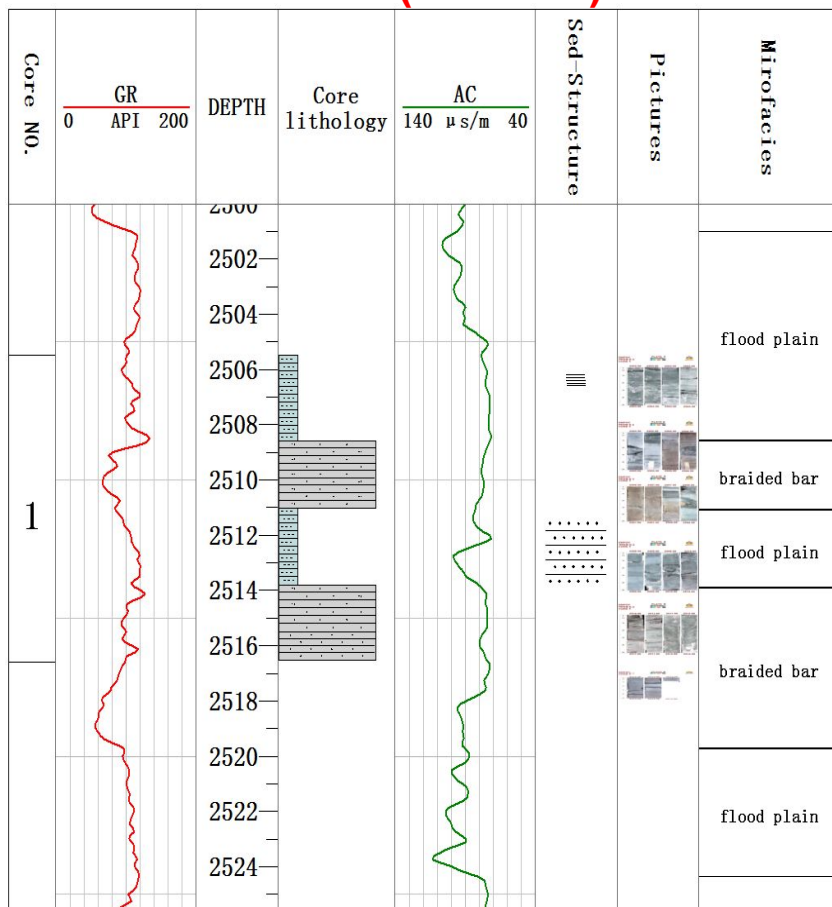 Core NO.
GR
0 API 200
DEPTH
Core
lithology
AC
140 μs/m 40
Sed-Structure
Pictures
Mirofacies
2502
2504
2506
2508
2510
2512
2514
2516
2518
2520
2522
2524
1
flood plain
braided bar
flood plain
braided bar
flood plain